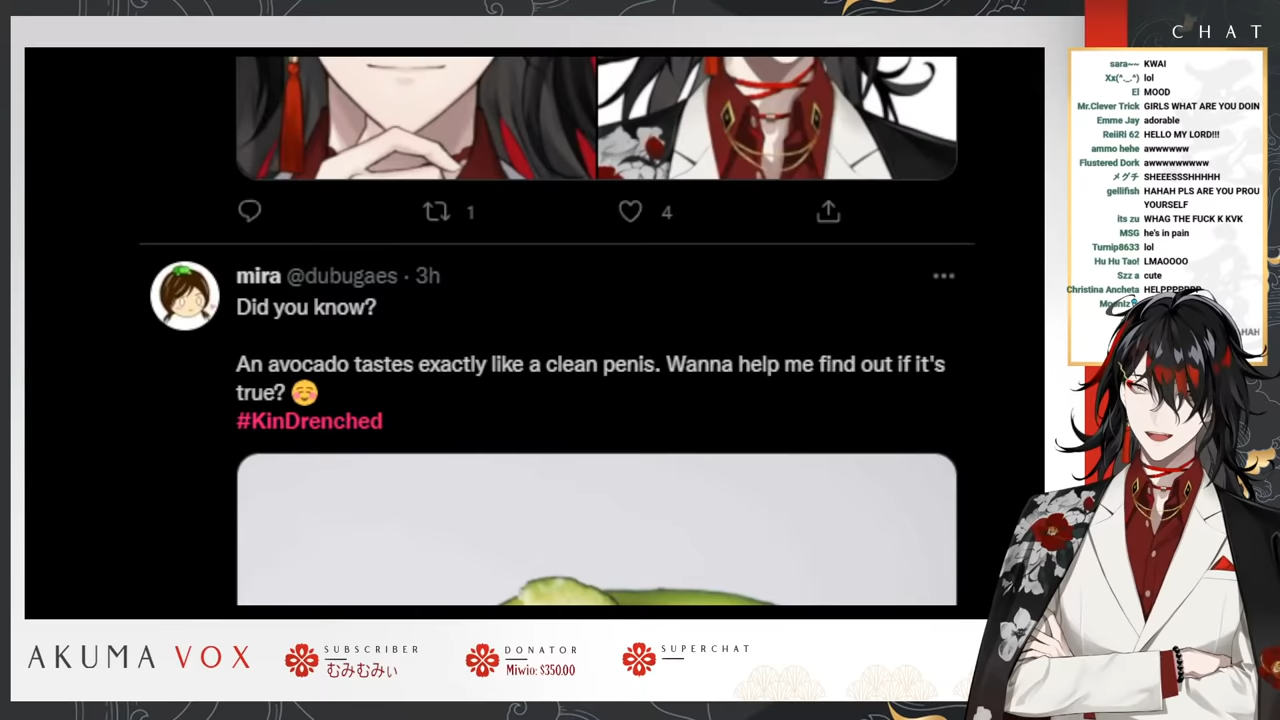 CHAT
sara~~ KWAI
Xx(^._.^) lol
El MOOD
Mr.Clever Trick GIRLS WHAT ARE YOU DOIN
Emme Jay adorable
ReiiRi 62 HELLO MY LORD!!!
ammo hehe awwwwww
Flustered Dork awwwwwwwwww
メグチ SHEEESSSHHHHH
gellifish HAHAH PLS ARE YOU PROU
YOURSELF
its zu WHAG THE FUCK K KVK
MSG he's in pain
Turnip8633 lol
Hu Hu Tao! LMAOOOO
Szz a cute
Christina Ancheta HELPPPPPPP
HAH
1
4
mira @dubugaes · 3h
Did you know?
An avocado tastes exactly like a clean penis. Wanna help me find out if it's
true? ☺️
#KinDrenched
AKUMA VOX
SUBSCRIBER
むみむみぃ
DONATOR
Miwio: $350.00
SUPERCHAT